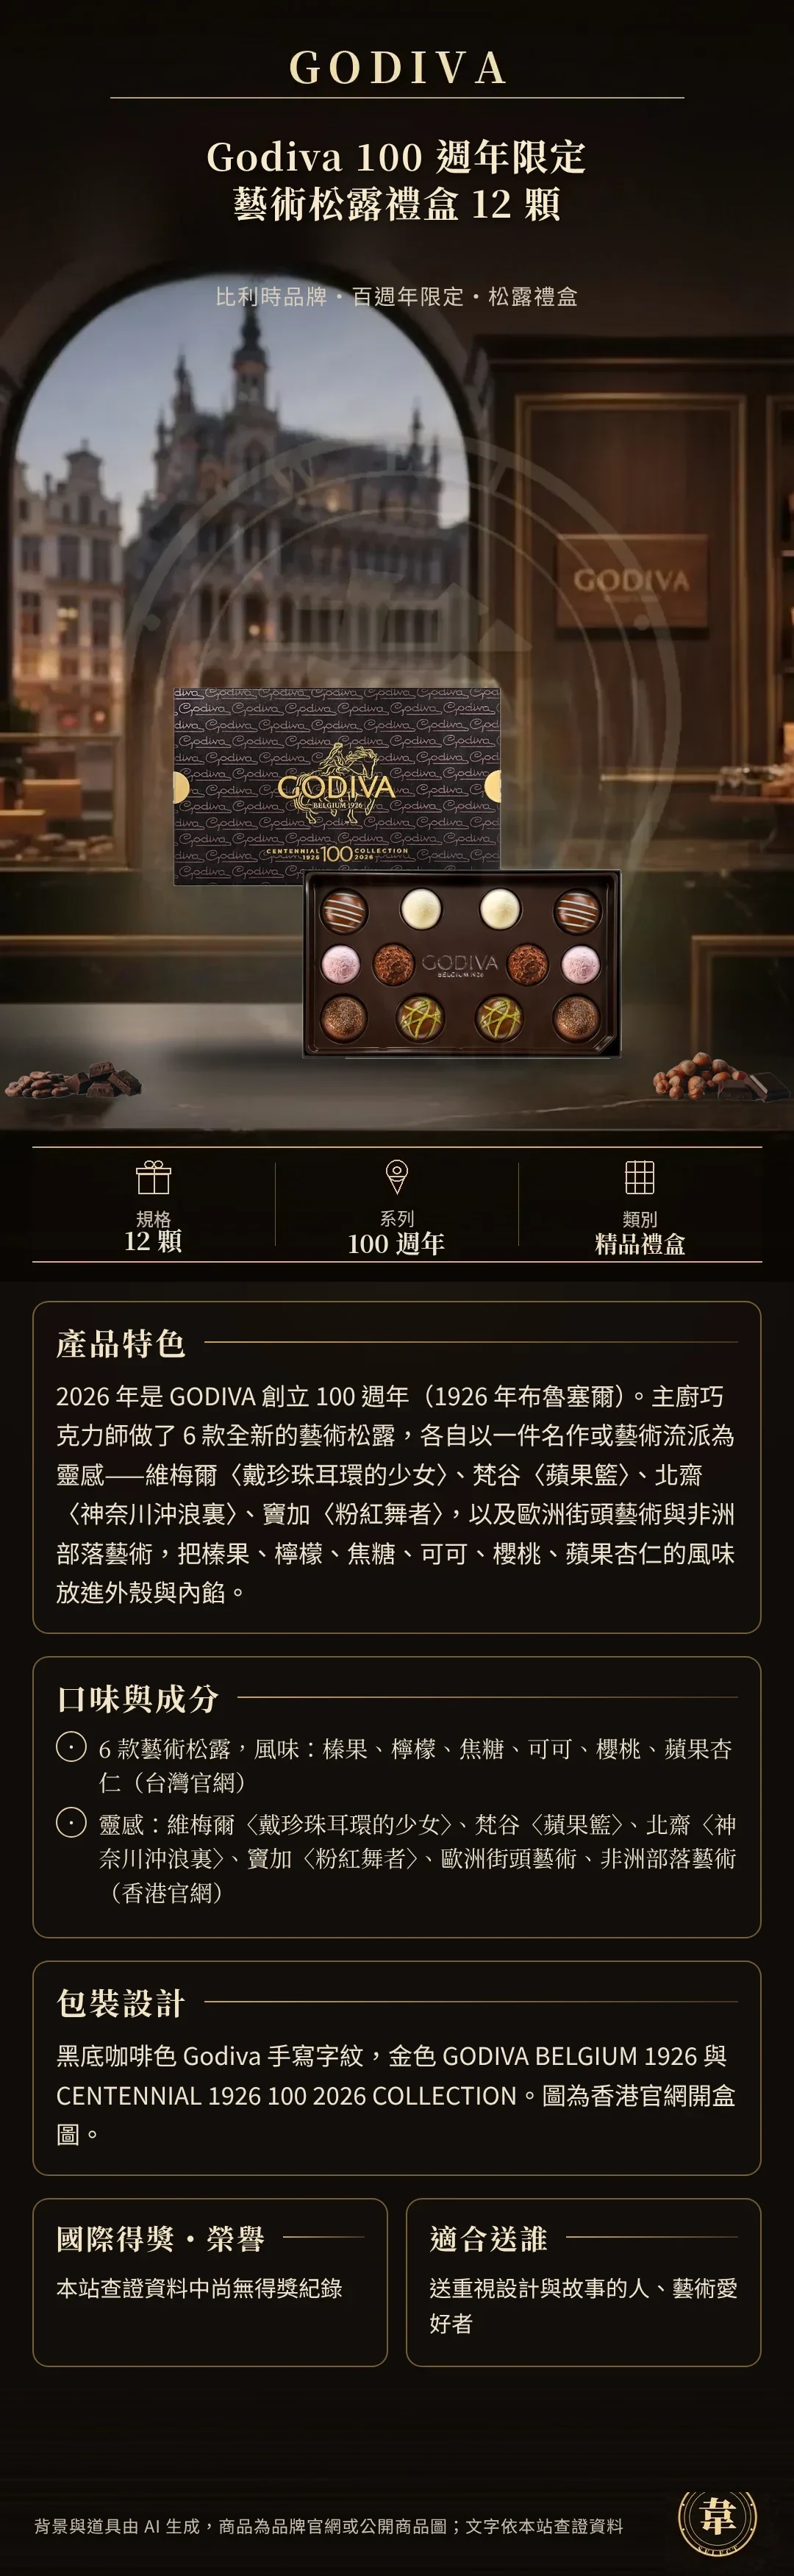 GODIVA
Godiva 100 週年限定
藝術松露禮盒 12 顆
比利時品牌・百週年限定・松露禮盒
GODIVA
GODIVA
BELGIUM 1926
CENTENNIAL 100 COLLECTION
1926 2026
GODIVA
BELGIUM 1926
規格
12 顆
系列
100 週年
類別
精品禮盒
產品特色
2026 年是 GODIVA 創立 100 週年（1926 年布魯塞爾）。主廚巧
克力師做了 6 款全新的藝術松露，各自以一件名作或藝術流派為
靈感——維梅爾〈戴珍珠耳環的少女〉、梵谷〈蘋果籃〉、北齋
〈神奈川沖浪裏〉、竇加〈粉紅舞者〉，以及歐洲街頭藝術與非洲
部落藝術，把榛果、檸檬、焦糖、可可、櫻桃、蘋果杏仁的風味
放進外殼與內餡。
口味與成分
6 款藝術松露，風味：榛果、檸檬、焦糖、可可、櫻桃、蘋果杏
仁（台灣官網）
靈感：維梅爾〈戴珍珠耳環的少女〉、梵谷〈蘋果籃〉、北齋〈神
奈川沖浪裏〉、竇加〈粉紅舞者〉、歐洲街頭藝術、非洲部落藝術
（香港官網）
包裝設計
黑底咖啡色 Godiva 手寫字紋，金色 GODIVA BELGIUM 1926 與
CENTENNIAL 1926 100 2026 COLLECTION。圖為香港官網開盒
圖。
國際得獎・榮譽
本站查證資料中尚無得獎紀錄
適合送誰
送重視設計與故事的人、藝術愛
好者
背景與道具由 AI 生成，商品為品牌官網或公開商品圖；文字依本站查證資料
韋
SELECT